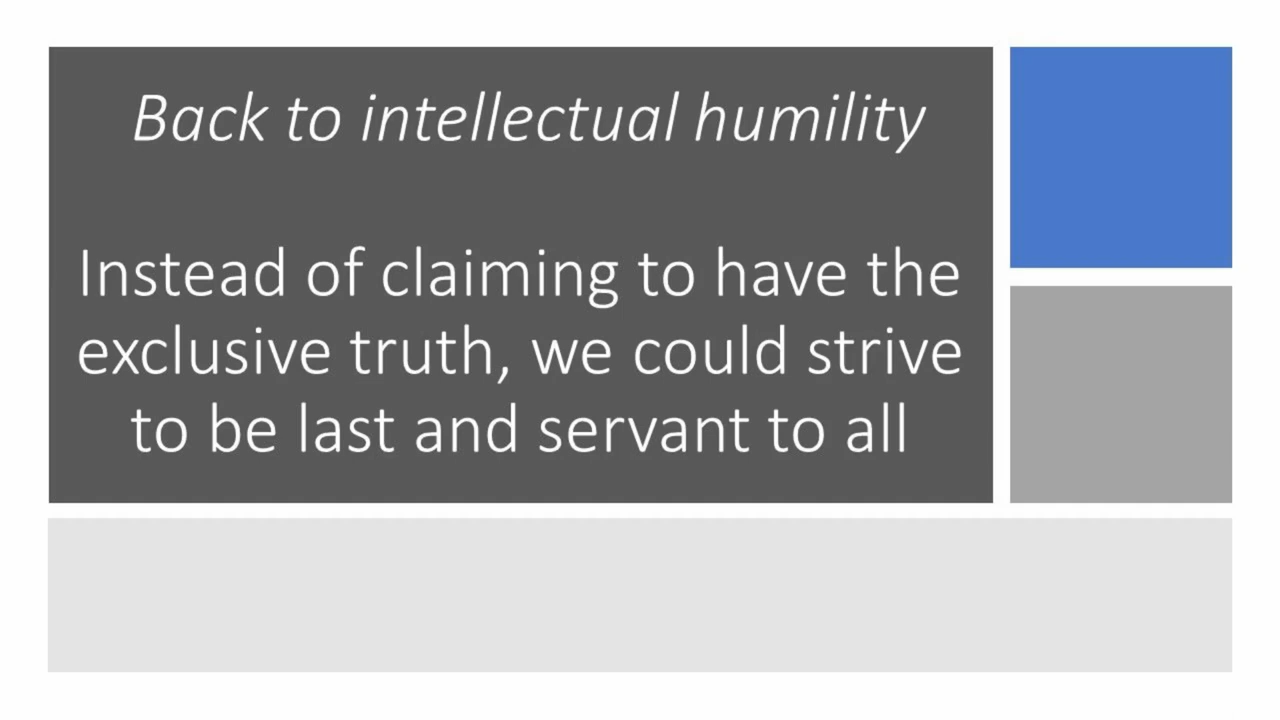 Back to intellectual humility
Instead of claiming to have the
exclusive truth, we could strive
to be last and servant to all